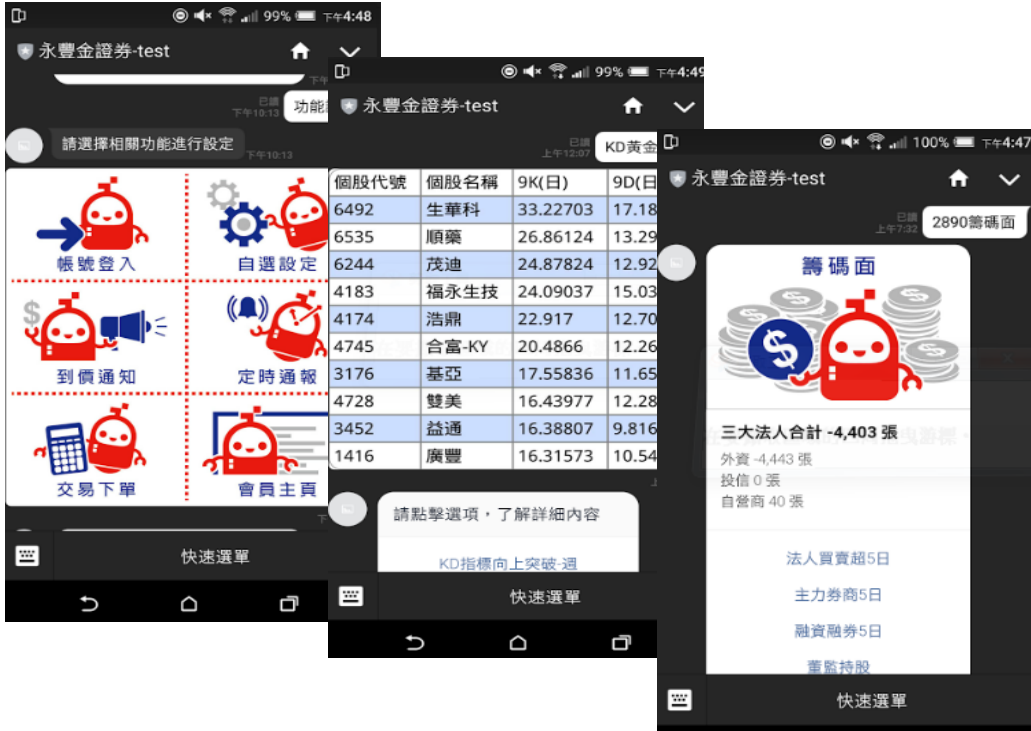 99% 下午4:48
永豐金證券-test
下午
已讀
下午10:13
功能
請選擇相關功能進行設定
下午10:13
帳號登入
自選設定
到價通知
定時通報
交易下單
會員主頁
快速選單
99% 下午4:49
永豐金證券-test
已讀
上午12:07
KD黃金
個股代號 個股名稱 9K(日) 9D(日
6492 生華科 33.22703 17.18
6535 順藥 26.86124 13.29
6244 茂迪 24.87824 12.92
4183 福永生技 24.09037 15.03
4174 浩鼎 22.917 12.70
4745 合富-KY 20.4866 12.26
3176 基亞 17.55836 11.65
4728 雙美 16.43977 12.28
3452 益通 16.38807 9.816
1416 廣豐 16.31573 10.54
請點擊選項，了解詳細內容
KD指標向上突破-週
快速選單
100% 下午4:47
永豐金證券-test
已讀
上午7:32
2890籌碼面
籌碼面
三大法人合計 -4,403 張
外資 -4,443 張
投信 0 張
自營商 40 張
法人買賣超5日
主力券商5日
融資融券5日
董監持股
快速選單